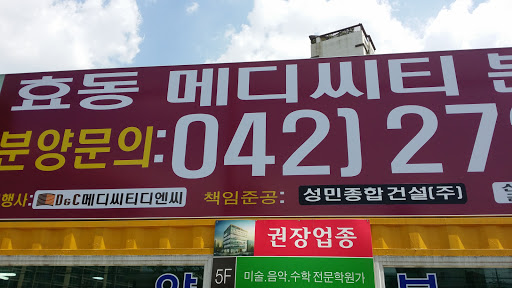 효동 메디씨티 분
분양문의:042)27
행사: D&C메디씨티디엔씨 책임준공: 성민종합건설(주)
권장업종
5F 미술.음악.수학 전문학원가